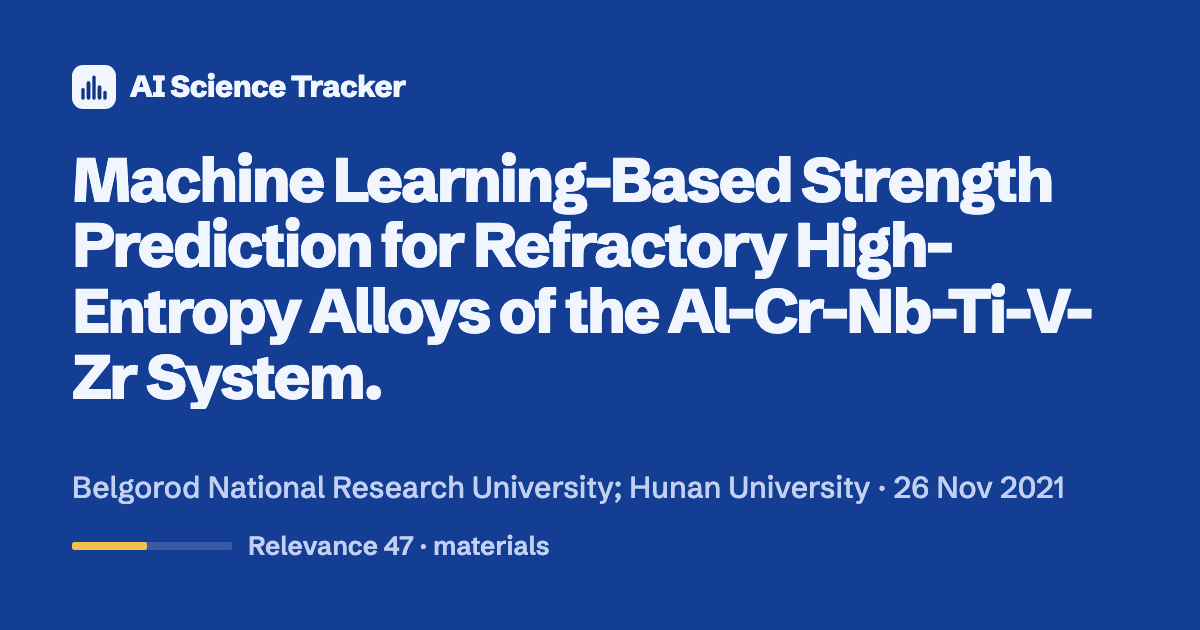 AI Science Tracker
Machine Learning-Based Strength
Prediction for Refractory High-
Entropy Alloys of the Al-Cr-Nb-Ti-V-
Zr System.
Belgorod National Research University; Hunan University · 26 Nov 2021
Relevance 47 · materials